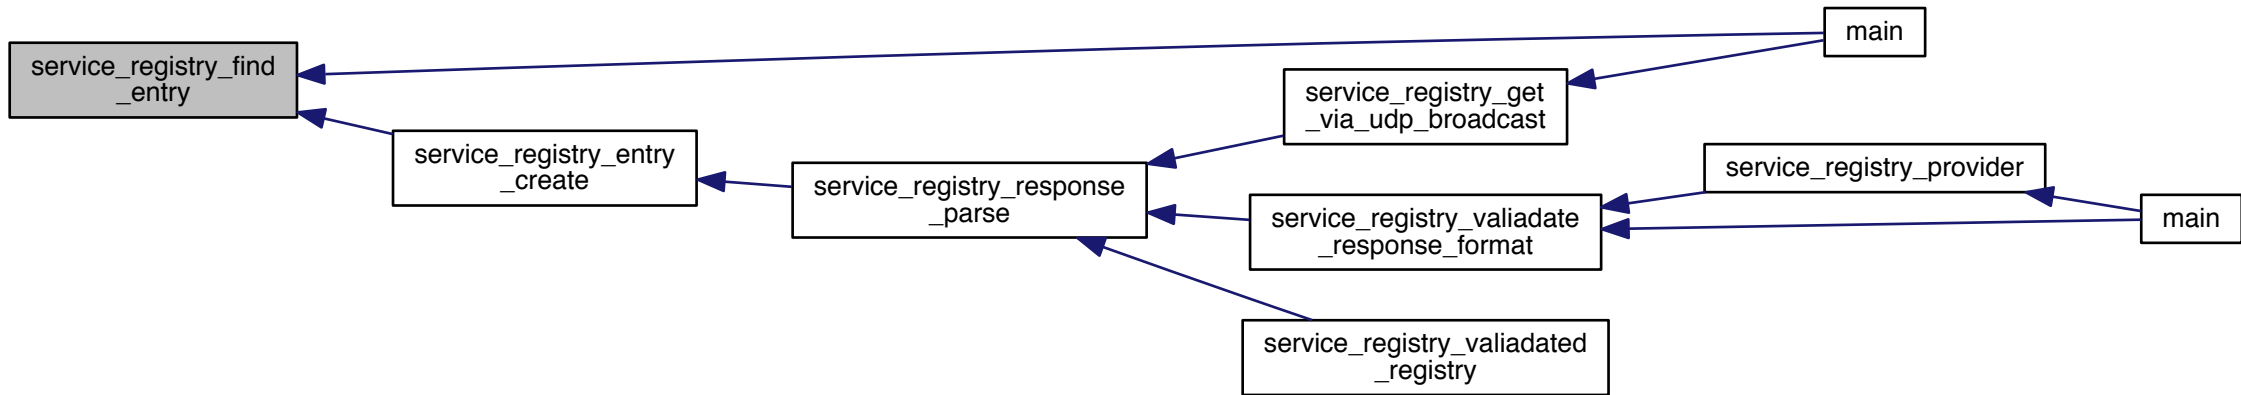 service_registry_find
_entry
main
service_registry_get
_via_udp_broadcast
service_registry_entry
_create
service_registry_response
_parse
service_registry_provider
service_registry_valiadate
_response_format
main
service_registry_valiadated
_registry